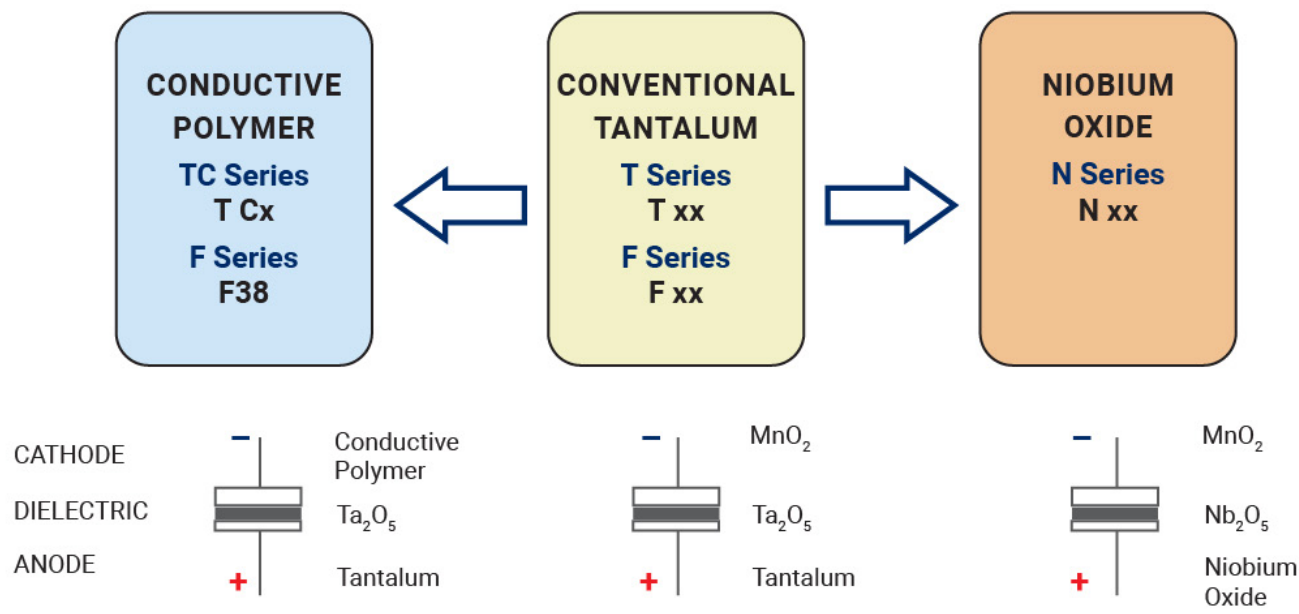 CONDUCTIVE
POLYMER
TC Series
T Cx
F Series
F38
CONVENTIONAL
TANTALUM
T Series
T xx
F Series
F xx
NIOBIUM
OXIDE
N Series
N xx
CATHODE
DIELECTRIC
ANODE
−
Conductive
Polymer
Ta₂O₅
+
Tantalum
−
MnO₂
Ta₂O₅
+
Tantalum
−
MnO₂
Nb₂O₅
+
Niobium
Oxide